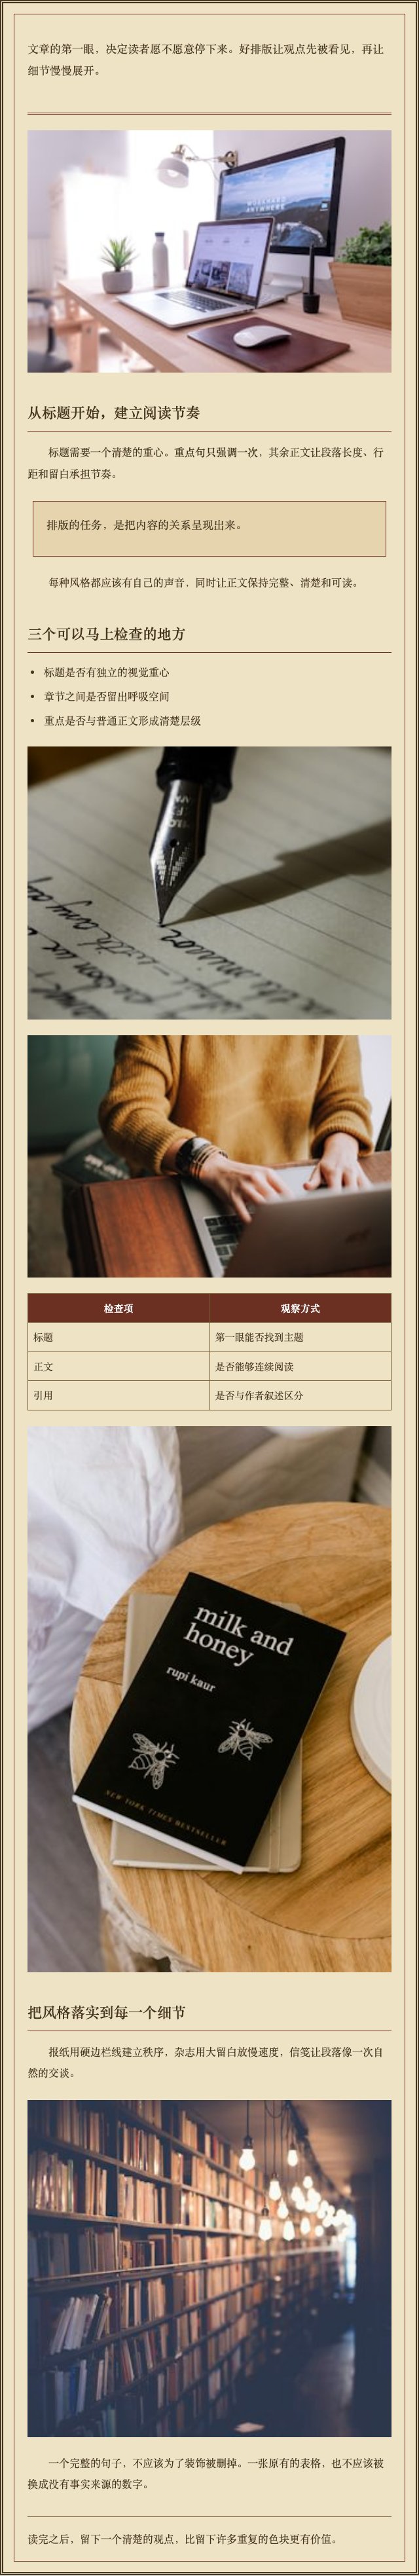 文章的第一眼，决定读者愿不愿意停下来。好排版让观点先被看见，再让
细节慢慢展开。
从标题开始，建立阅读节奏
标题需要一个清楚的重心。重点句只强调一次，其余正文让段落长度、行
距和留白承担节奏。
排版的任务，是把内容的关系呈现出来。
每种风格都应该有自己的声音，同时让正文保持完整、清楚和可读。
三个可以马上检查的地方
• 标题是否有独立的视觉重心
• 章节之间是否留出呼吸空间
• 重点是否与普通正文形成清楚层级
检查项 观察方式
标题 第一眼能否找到主题
正文 是否能够连续阅读
引用 是否与作者叙述区分
milk and
honey
rupi kaur
NEW YORK TIMES BESTSELLER
把风格落实到每一个细节
报纸用硬边栏线建立秩序，杂志用大留白放慢速度，信笺让段落像一次自
然的交谈。
一个完整的句子，不应该为了装饰被删掉。一张原有的表格，也不应该被
换成没有事实来源的数字。
读完之后，留下一个清楚的观点，比留下许多重复的色块更有价值。